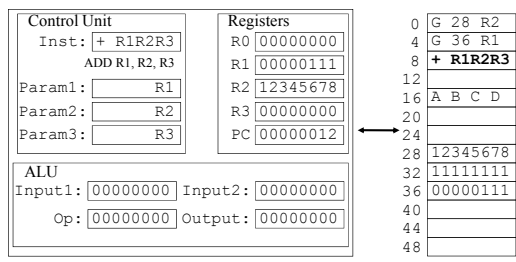 Control Unit
Inst: + R1R2R3
ADD R1, R2, R3
Param1: R1
Param2: R2
Param3: R3
Registers
R0 00000000
R1 00000111
R2 12345678
R3 00000000
PC 00000012
ALU
Input1: 00000000 Input2: 00000000
Op: 00000000 Output: 00000000
0 G 28 R2
4 G 36 R1
8 + R1R2R3
12
16 A B C D
20
24
28 12345678
32 11111111
36 00000111
40
44
48